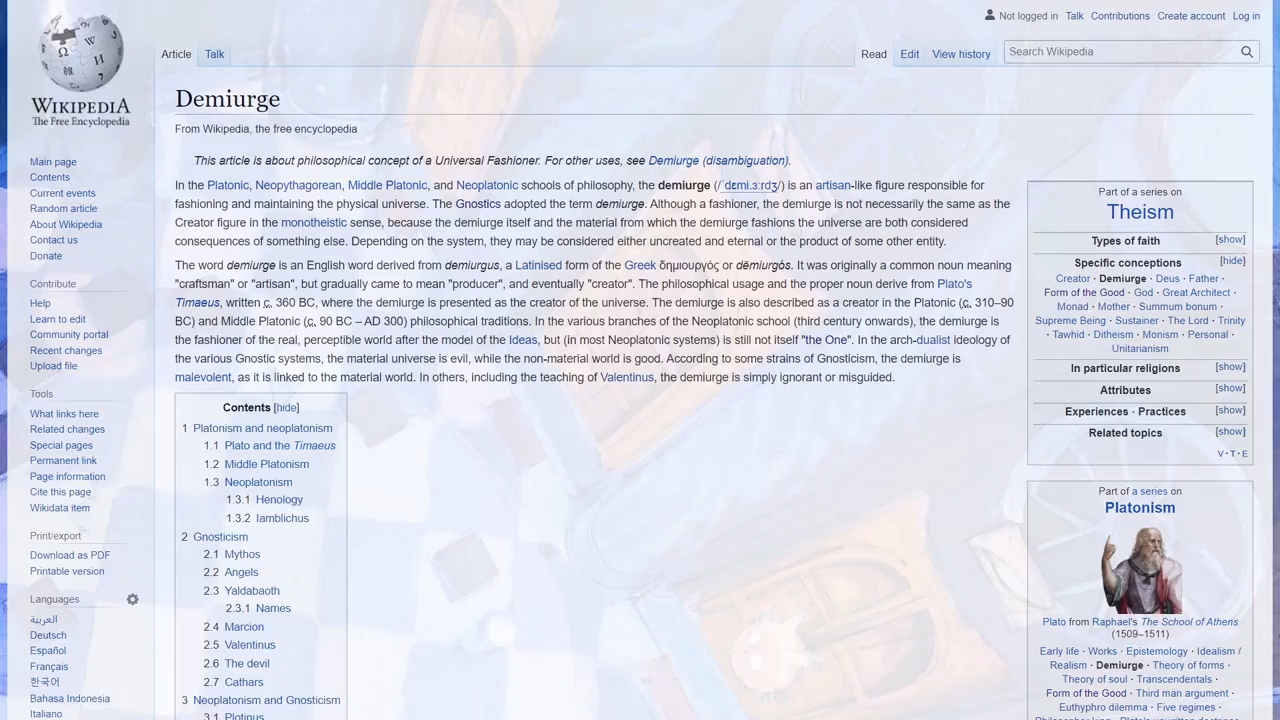 Not logged in Talk Contributions Create account Log in
Article Talk Read Edit View history Search Wikipedia
WIKIPEDIA
The Free Encyclopedia
Main page
Contents
Current events
Random article
About Wikipedia
Contact us
Donate
Contribute
Help
Learn to edit
Community portal
Recent changes
Upload file
Tools
What links here
Related changes
Special pages
Permanent link
Page information
Cite this page
Wikidata item
Print/export
Download as PDF
Printable version
Languages
العربية
Deutsch
Español
Français
한국어
Bahasa Indonesia
Italiano
Demiurge
From Wikipedia, the free encyclopedia
This article is about philosophical concept of a Universal Fashioner. For other uses, see Demiurge (disambiguation).
In the Platonic, Neopythagorean, Middle Platonic, and Neoplatonic schools of philosophy, the demiurge (/ˈdɛmi.ɜːrdʒ/) is an artisan-like figure responsible for
fashioning and maintaining the physical universe. The Gnostics adopted the term demiurge. Although a fashioner, the demiurge is not necessarily the same as the
Creator figure in the monotheistic sense, because the demiurge itself and the material from which the demiurge fashions the universe are both considered
consequences of something else. Depending on the system, they may be considered either uncreated and eternal or the product of some other entity.
The word demiurge is an English word derived from demiurgus, a Latinised form of the Greek δημιουργός or dēmiurgós. It was originally a common noun meaning
"craftsman" or "artisan", but gradually came to mean "producer", and eventually "creator". The philosophical usage and the proper noun derive from Plato's
Timaeus, written c. 360 BC, where the demiurge is presented as the creator of the universe. The demiurge is also described as a creator in the Platonic (c. 310–90
BC) and Middle Platonic (c. 90 BC – AD 300) philosophical traditions. In the various branches of the Neoplatonic school (third century onwards), the demiurge is
the fashioner of the real, perceptible world after the model of the Ideas, but (in most Neoplatonic systems) is still not itself "the One". In the arch-dualist ideology of
the various Gnostic systems, the material universe is evil, while the non-material world is good. According to some strains of Gnosticism, the demiurge is
malevolent, as it is linked to the material world. In others, including the teaching of Valentinus, the demiurge is simply ignorant or misguided.
Contents [hide]
1 Platonism and neoplatonism
1.1 Plato and the Timaeus
1.2 Middle Platonism
1.3 Neoplatonism
1.3.1 Henology
1.3.2 Iamblichus
2 Gnosticism
2.1 Mythos
2.2 Angels
2.3 Yaldabaoth
2.3.1 Names
2.4 Marcion
2.5 Valentinus
2.6 The devil
2.7 Cathars
3 Neoplatonism and Gnosticism
3.1 Plotinus
Part of a series on
Theism
Types of faith [show]
Specific conceptions [hide]
Creator · Demiurge · Deus · Father ·
Form of the Good · God · Great Architect ·
Monad · Mother · Summum bonum ·
Supreme Being · Sustainer · The Lord · Trinity
· Tawhid · Ditheism · Monism · Personal ·
Unitarianism
In particular religions [show]
Attributes [show]
Experiences · Practices [show]
Related topics [show]
V · T · E
Part of a series on
Platonism
Plato from Raphael's The School of Athens
(1509–1511)
Early life · Works · Epistemology · Idealism /
Realism · Demiurge · Theory of forms ·
Theory of soul · Transcendentals ·
Form of the Good · Third man argument ·
Euthyphro dilemma · Five regimes ·
Philosopher king · Plato's unwritten doctrines